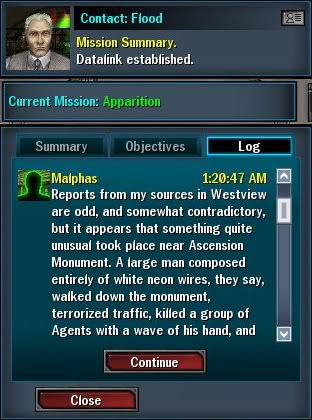 Contact: Flood
Mission Summary.
Datalink established.
Current Mission: Apparition
Summary
Objectives
Log
Malphas 1:20:47 AM
Reports from my sources in Westview
are odd, and somewhat contradictory,
but it appears that something quite
unusual took place near Ascension
Monument. A large man composed
entirely of white neon wires, they say,
walked down the monument,
terrorized traffic, killed a group of
Agents with a wave of his hand, and
Continue
Close